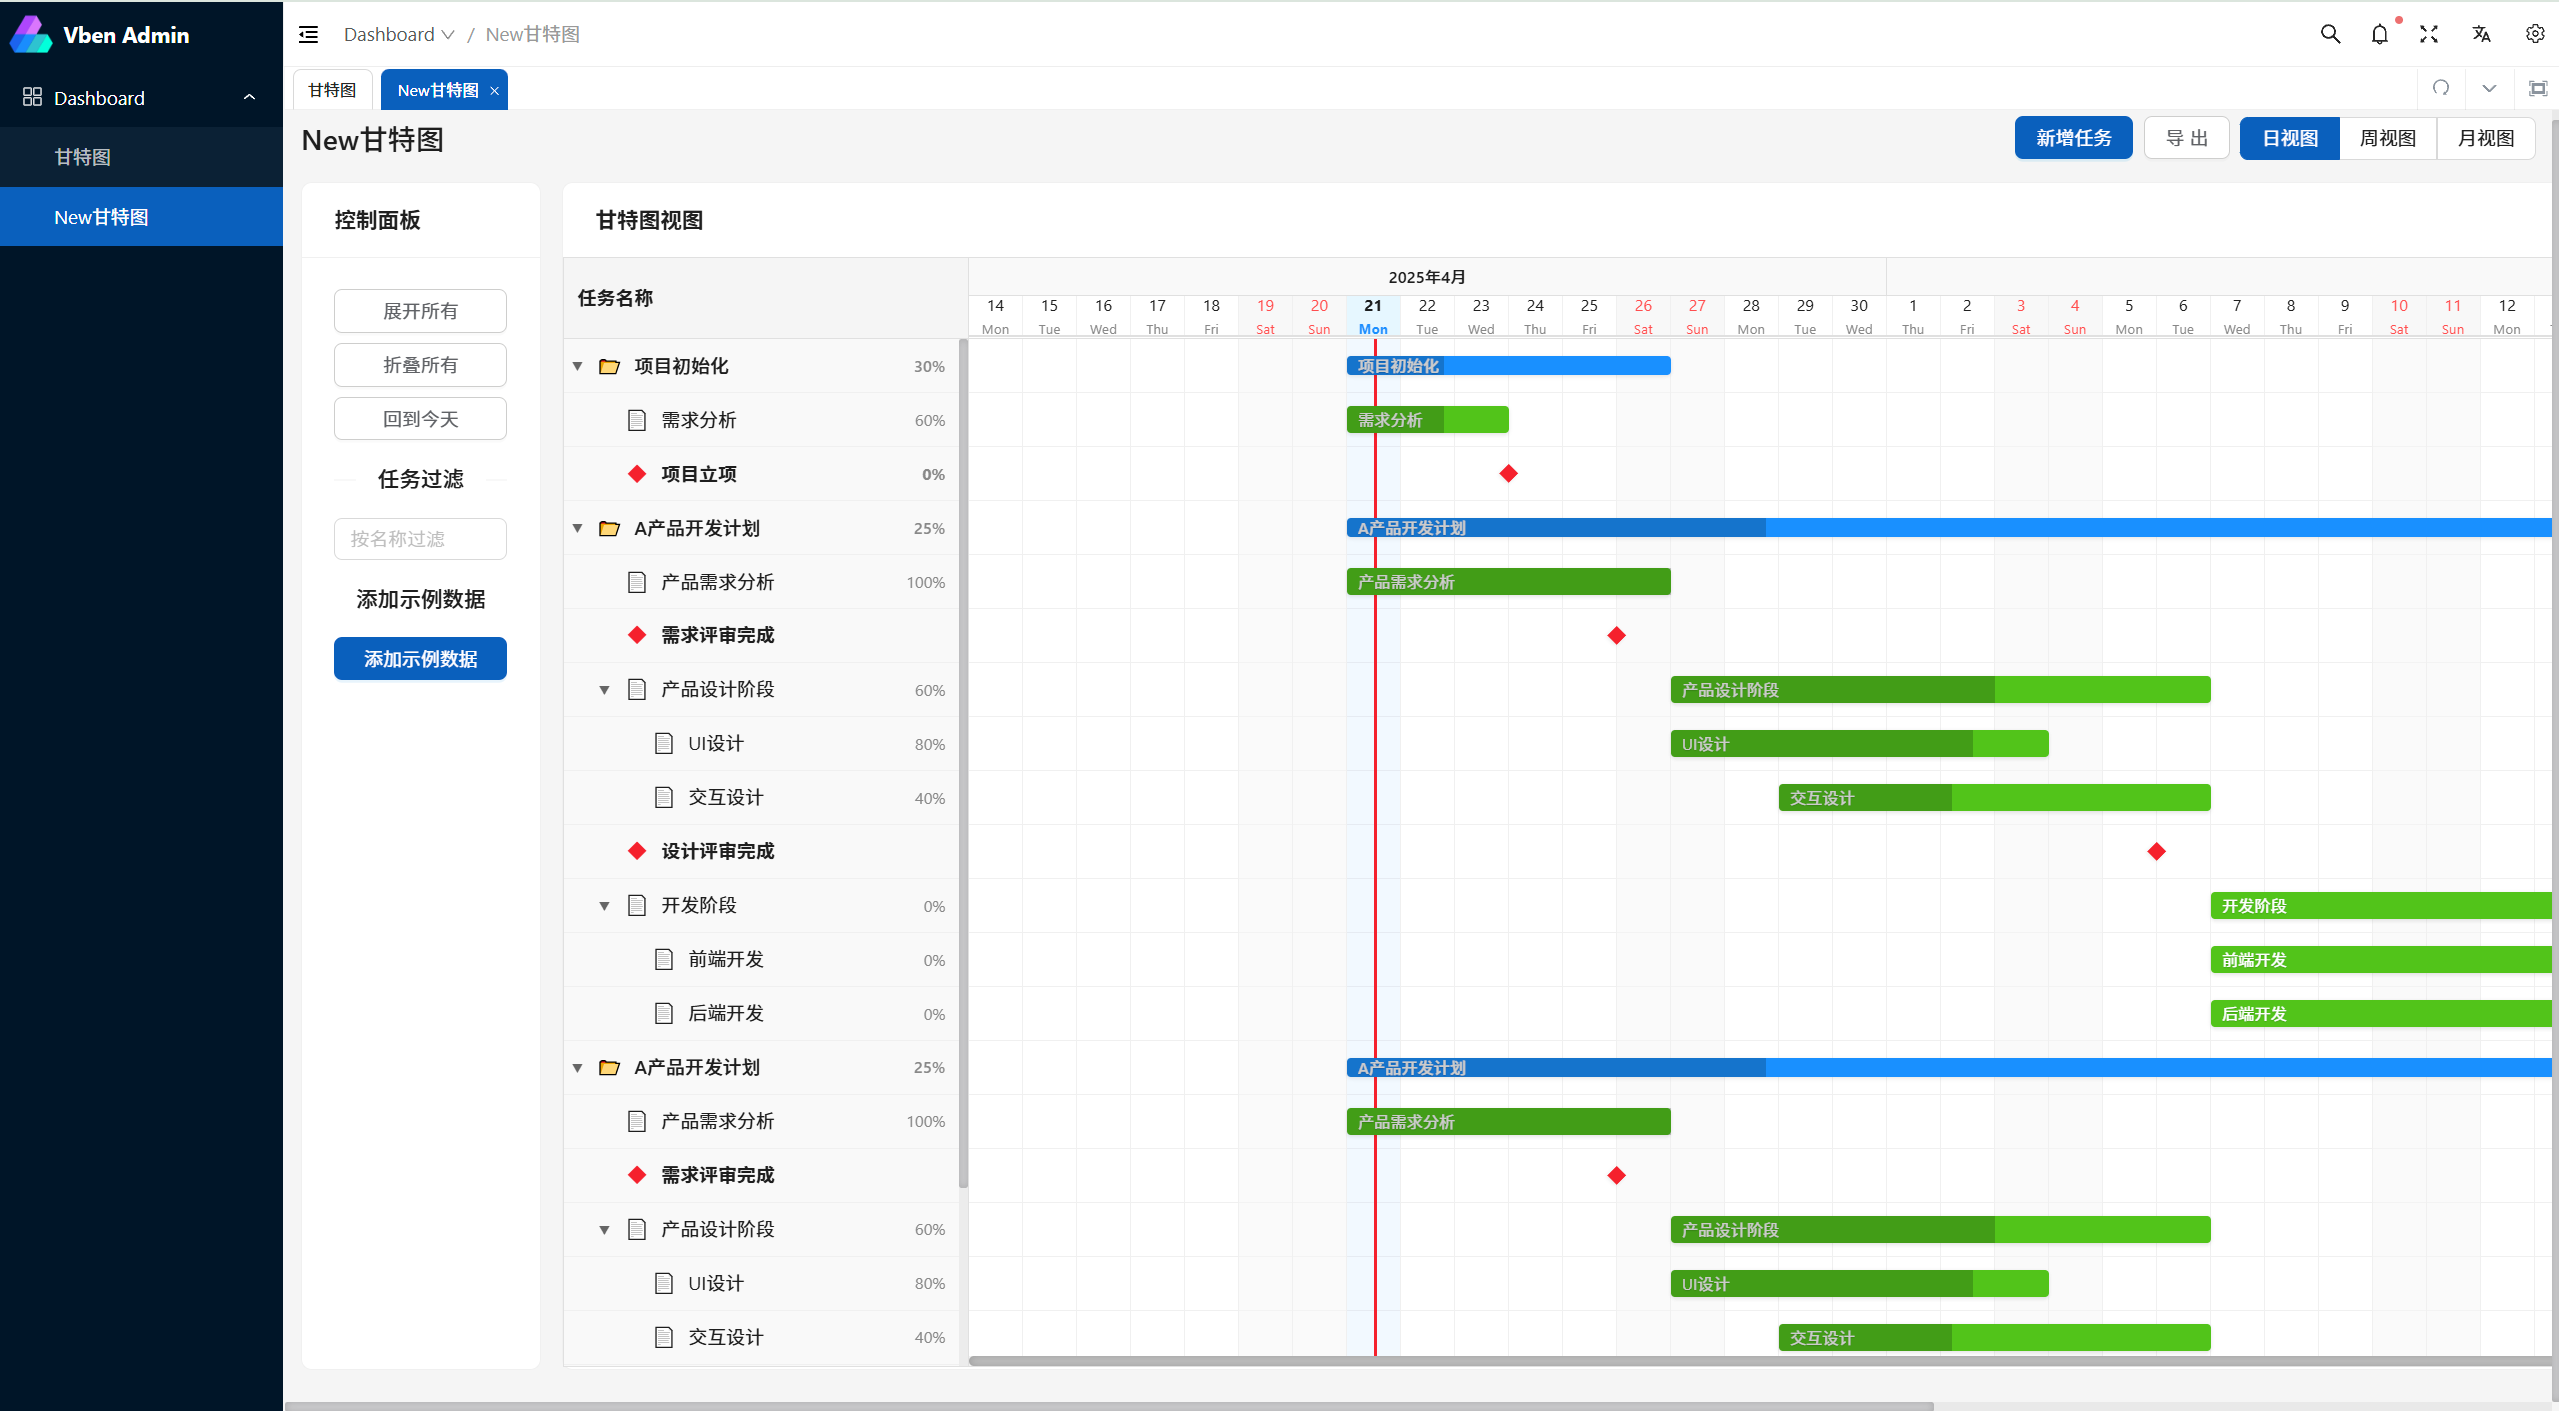 Vben Admin
Dashboard
甘特图
New甘特图
Dashboard / New甘特图
甘特图 New甘特图
New甘特图
新增任务 导 出 日视图 周视图 月视图
控制面板
展开所有
折叠所有
回到今天
任务过滤
按名称过滤
添加示例数据
添加示例数据
甘特图视图
任务名称
2025年4月
14 15 16 17 18 19 20 21 22 23 24 25 26 27 28 29 30 1 2 3 4 5 6 7 8 9 10 11 12
Mon Tue Wed Thu Fri Sat Sun Mon Tue Wed Thu Fri Sat Sun Mon Tue Wed Thu Fri Sat Sun Mon Tue Wed Thu Fri Sat Sun Mon
项目初始化 30% 项目初始化
需求分析 60% 需求分析
项目立项 0%
A产品开发计划 25% A产品开发计划
产品需求分析 100% 产品需求分析
需求评审完成
产品设计阶段 60% 产品设计阶段
UI设计 80% UI设计
交互设计 40% 交互设计
设计评审完成
开发阶段 0% 开发阶段
前端开发 0% 前端开发
后端开发 0% 后端开发
A产品开发计划 25% A产品开发计划
产品需求分析 100% 产品需求分析
需求评审完成
产品设计阶段 60% 产品设计阶段
UI设计 80% UI设计
交互设计 40% 交互设计